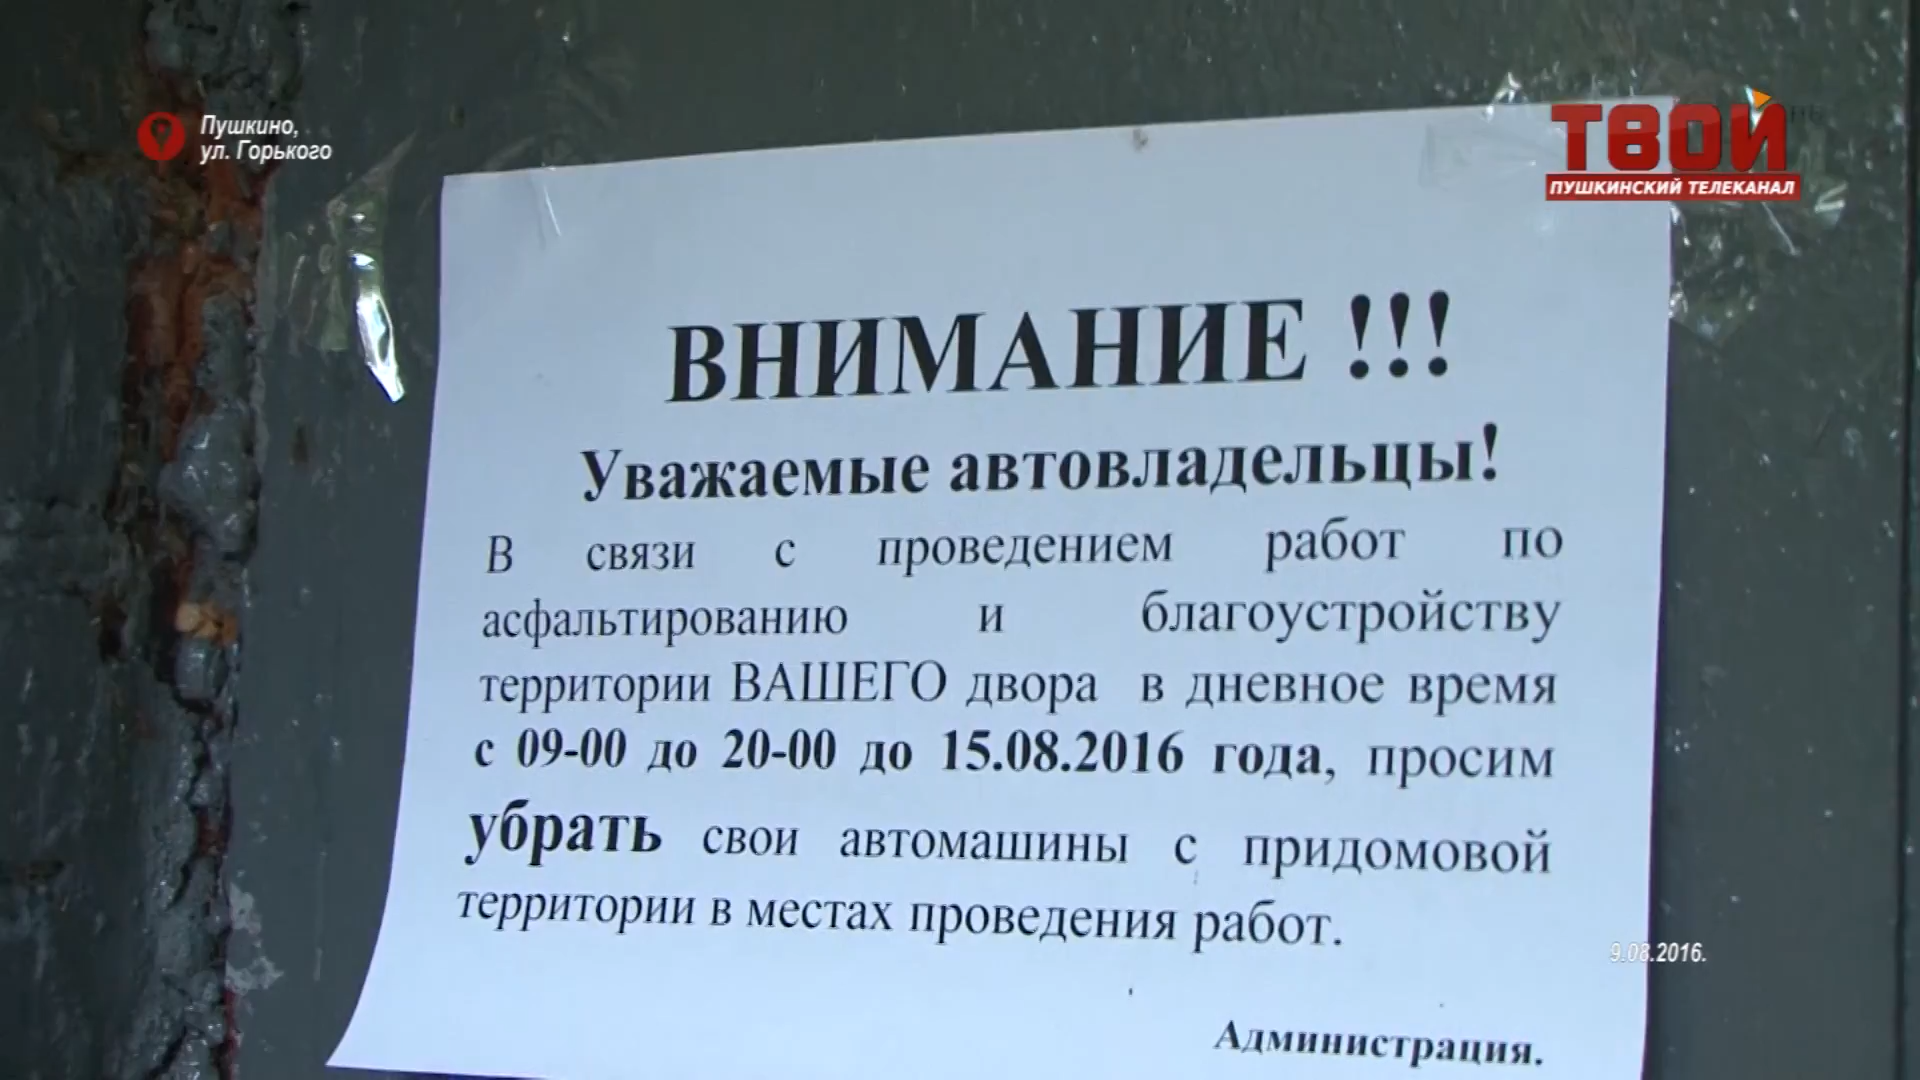 Пушкино,
ул. Горького
ТВОЙ
ПУШКИНСКИЙ ТЕЛЕКАНАЛ
ВНИМАНИЕ !!!
Уважаемые автовладельцы!
В связи с проведением работ по
асфальтированию и благоустройству
территории ВАШЕГО двора в дневное время
с 09-00 до 20-00 до 15.08.2016 года, просим
убрать свои автомашины с придомовой
территории в местах проведения работ.
9.08.2016.
Администрация.